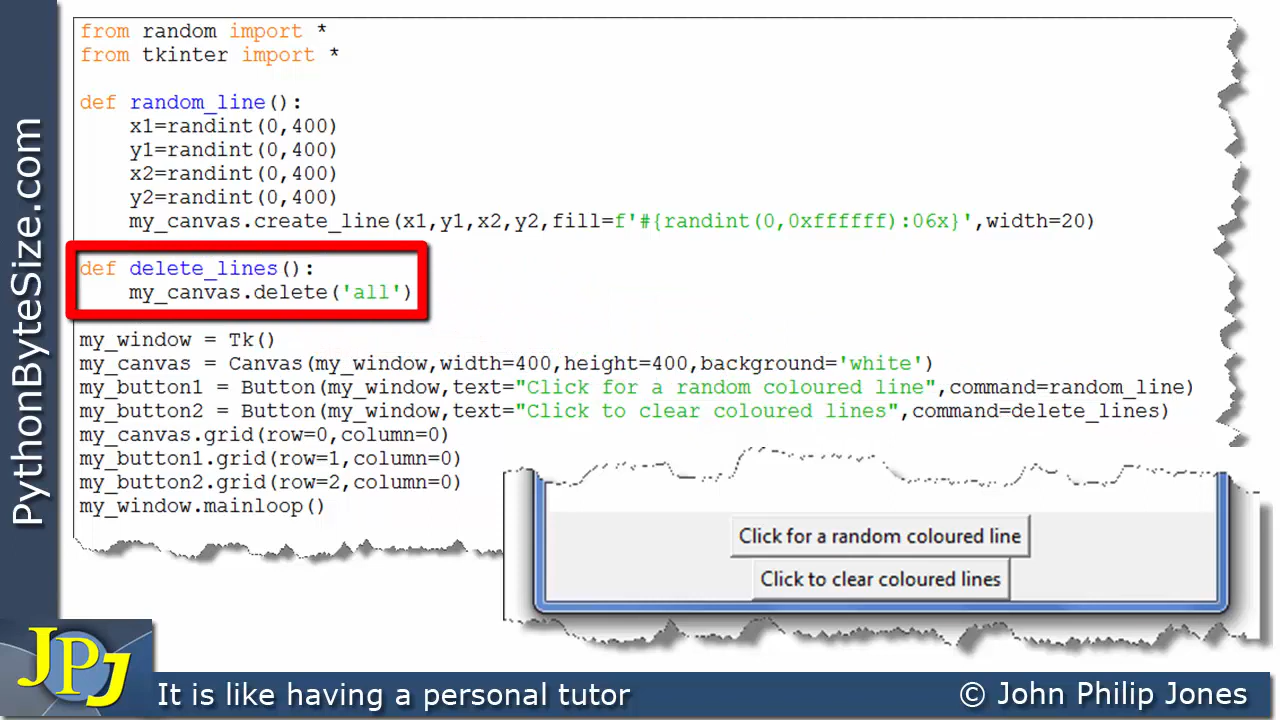 PythonByteSize.com
from random import *
from tkinter import *
def random_line():
    x1=randint(0,400)
    y1=randint(0,400)
    x2=randint(0,400)
    y2=randint(0,400)
    my_canvas.create_line(x1,y1,x2,y2,fill=f'#{randint(0,0xffffff):06x}',width=20)
def delete_lines():
    my_canvas.delete('all')
my_window = Tk()
my_canvas = Canvas(my_window,width=400,height=400,background='white')
my_button1 = Button(my_window,text="Click for a random coloured line",command=random_line)
my_button2 = Button(my_window,text="Click to clear coloured lines",command=delete_lines)
my_canvas.grid(row=0,column=0)
my_button1.grid(row=1,column=0)
my_button2.grid(row=2,column=0)
my_window.mainloop()
Click for a random coloured line
Click to clear coloured lines
JPJ
It is like having a personal tutor
© John Philip Jones